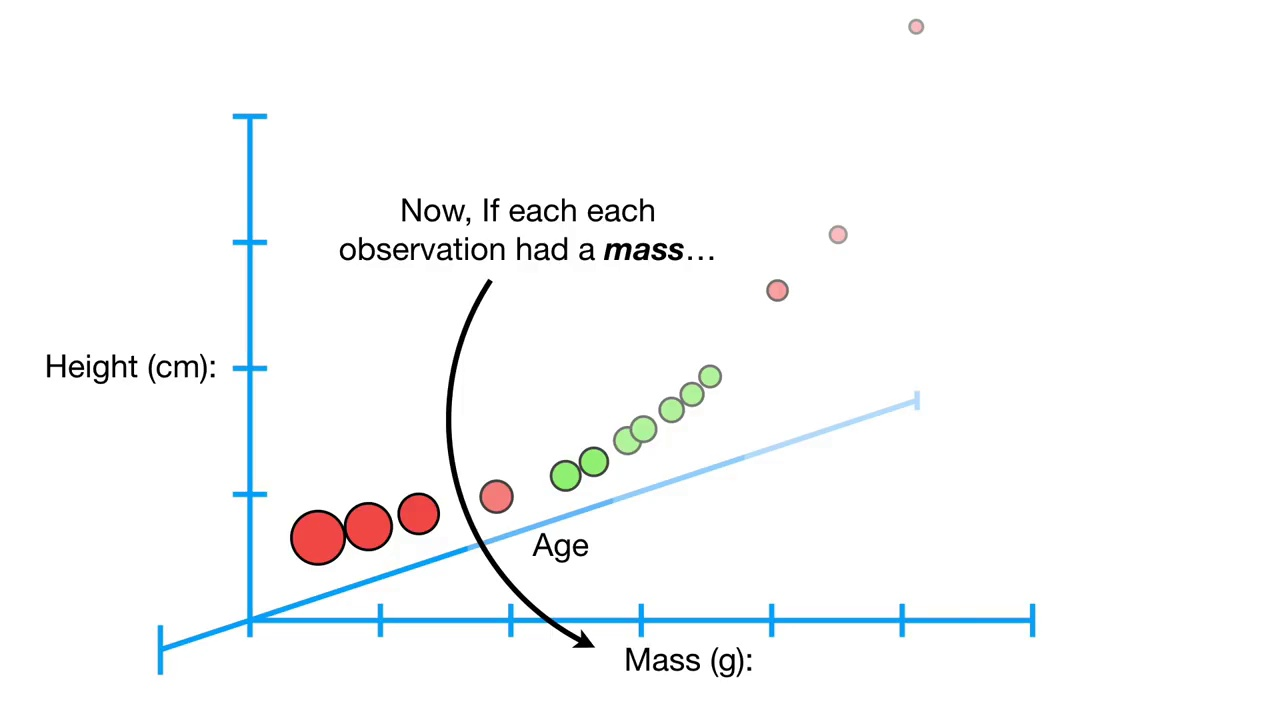 Now, If each each
observation had a mass…
Height (cm):
Age
Mass (g):